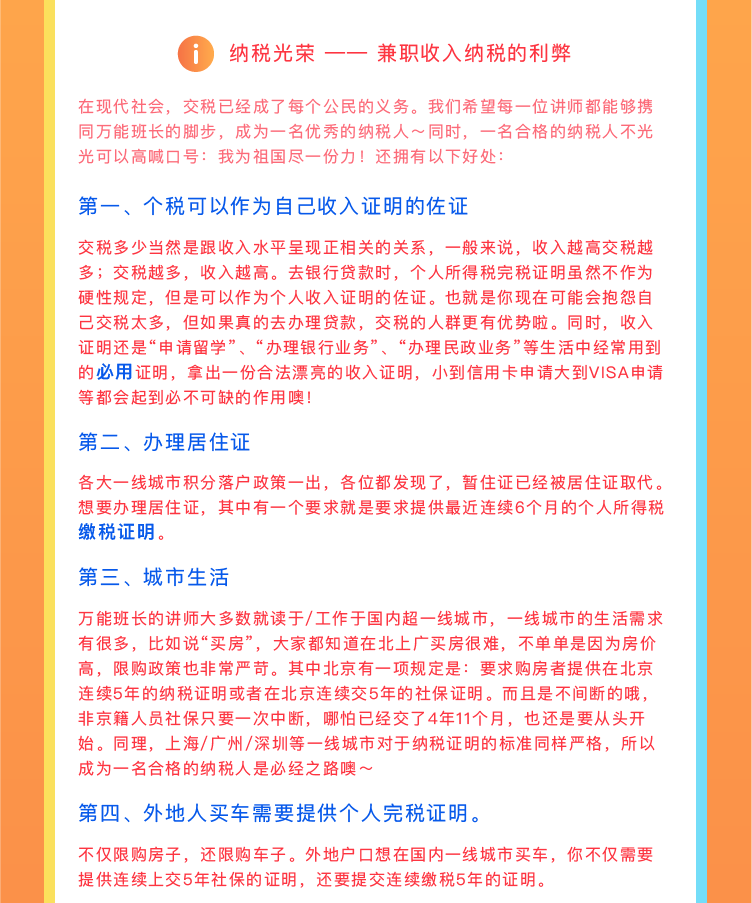 纳税光荣 —— 兼职收入纳税的利弊
在现代社会，交税已经成了每个公民的义务。我们希望每一位讲师都能够携
同万能班长的脚步，成为一名优秀的纳税人～同时，一名合格的纳税人不光
光可以高喊口号：我为祖国尽一份力！还拥有以下好处：
第一、个税可以作为自己收入证明的佐证
交税多少当然是跟收入水平呈现正相关的关系，一般来说，收入越高交税越
多；交税越多，收入越高。去银行贷款时，个人所得税完税证明虽然不作为
硬性规定，但是可以作为个人收入证明的佐证。也就是你现在可能会抱怨自
己交税太多，但如果真的去办理贷款，交税的人群更有优势啦。同时，收入
证明还是“申请留学”、“办理银行业务”、“办理民政业务”等生活中经常用到
的必用证明，拿出一份合法漂亮的收入证明，小到信用卡申请大到VISA申请
等都会起到必不可缺的作用噢！
第二、办理居住证
各大一线城市积分落户政策一出，各位都发现了，暂住证已经被居住证取代。
想要办理居住证，其中有一个要求就是要求提供最近连续6个月的个人所得税
缴税证明。
第三、城市生活
万能班长的讲师大多数就读于/工作于国内超一线城市，一线城市的生活需求
有很多，比如说“买房”，大家都知道在北上广买房很难，不单单是因为房价
高，限购政策也非常严苛。其中北京有一项规定是：要求购房者提供在北京
连续5年的纳税证明或者在北京连续交5年的社保证明。而且是不间断的哦，
非京籍人员社保只要一次中断，哪怕已经交了4年11个月，也还是要从头开
始。同理，上海/广州/深圳等一线城市对于纳税证明的标准同样严格，所以
成为一名合格的纳税人是必经之路噢～
第四、外地人买车需要提供个人完税证明。
不仅限购房子，还限购车子。外地户口想在国内一线城市买车，你不仅需要
提供连续上交5年社保的证明，还要提交连续缴税5年的证明。